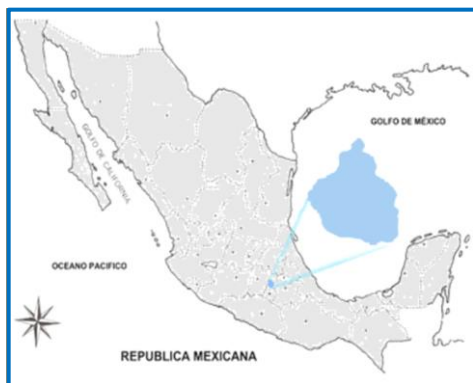 GOLFO DE MÉXICO
GOLFO DE CALIFORNIA
OCEANO PACIFICO
REPUBLICA MEXICANA